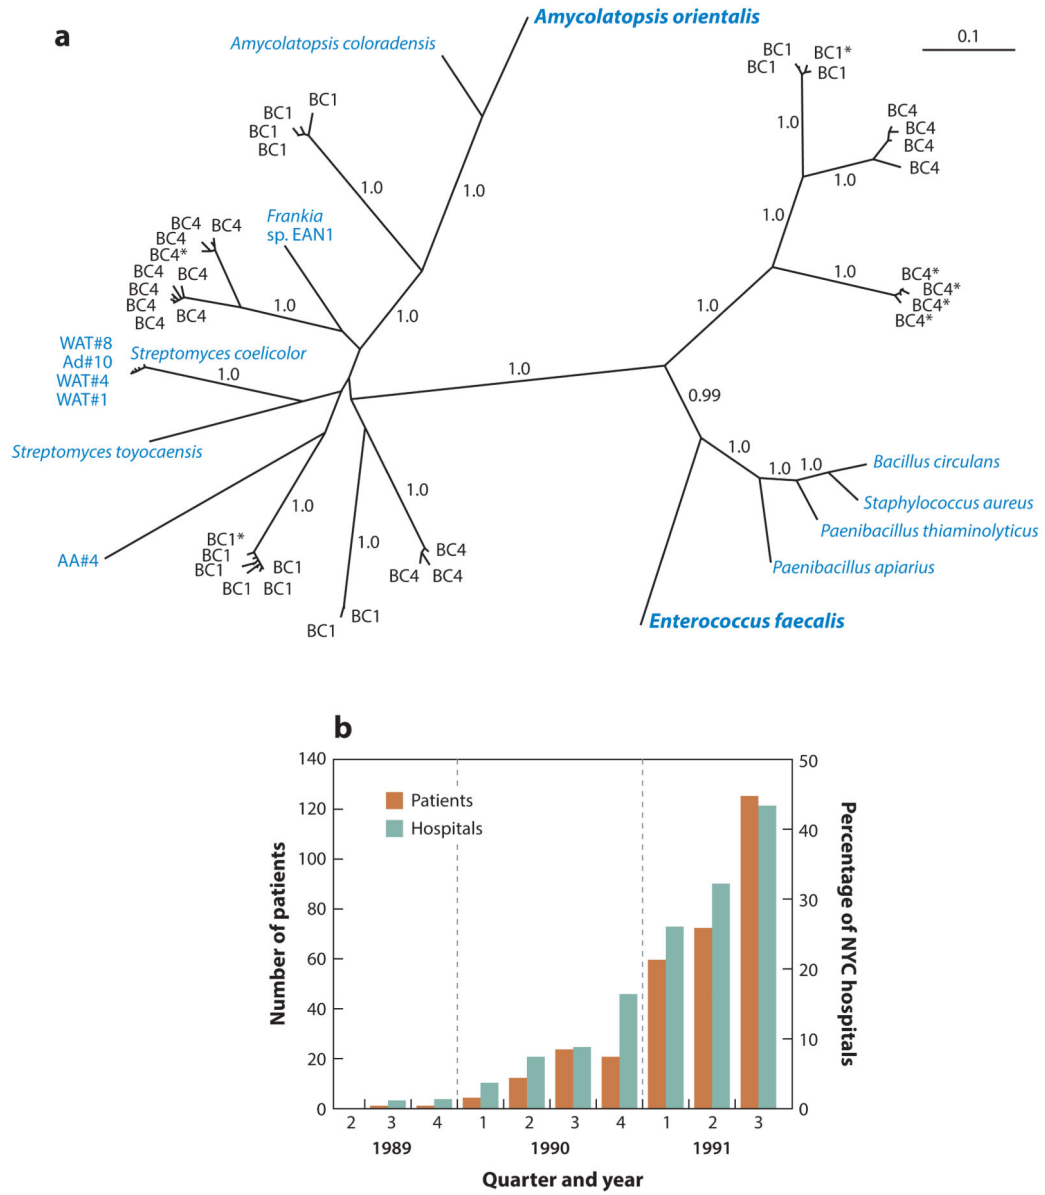 a
Amycolatopsis orientalis
Amycolatopsis coloradensis
0.1
BC1
BC1
BC1
BC1
1.0
1.0
1.0
Frankia
sp. EAN1
BC4
BC4
BC4
BC4*
BC4
BC4
BC4
BC4
BC4
BC4
1.0
WAT#8
Ad#10
WAT#4
WAT#1
Streptomyces coelicolor
1.0
Streptomyces toyocaensis
AA#4
BC1*
BC1
BC1
BC1
BC1
BC1
1.0
BC1
BC1
1.0
BC4
BC4
BC4
1.0
1.0
BC1
BC1*
BC1
BC1
1.0
BC4
BC4
BC4
BC4
1.0
1.0
BC4*
BC4*
BC4*
BC4*
1.0
1.0
0.99
1.0
1.0
1.0
Bacillus circulans
Staphylococcus aureus
Paenibacillus thiaminolyticus
Paenibacillus apiarius
Enterococcus faecalis
b
Number of patients
140
120
100
80
60
40
20
0
Patients
Hospitals
50
40
30
20
10
0
Percentage of NYC hospitals
2 3 4 1 2 3 4 1 2 3
1989 1990 1991
Quarter and year